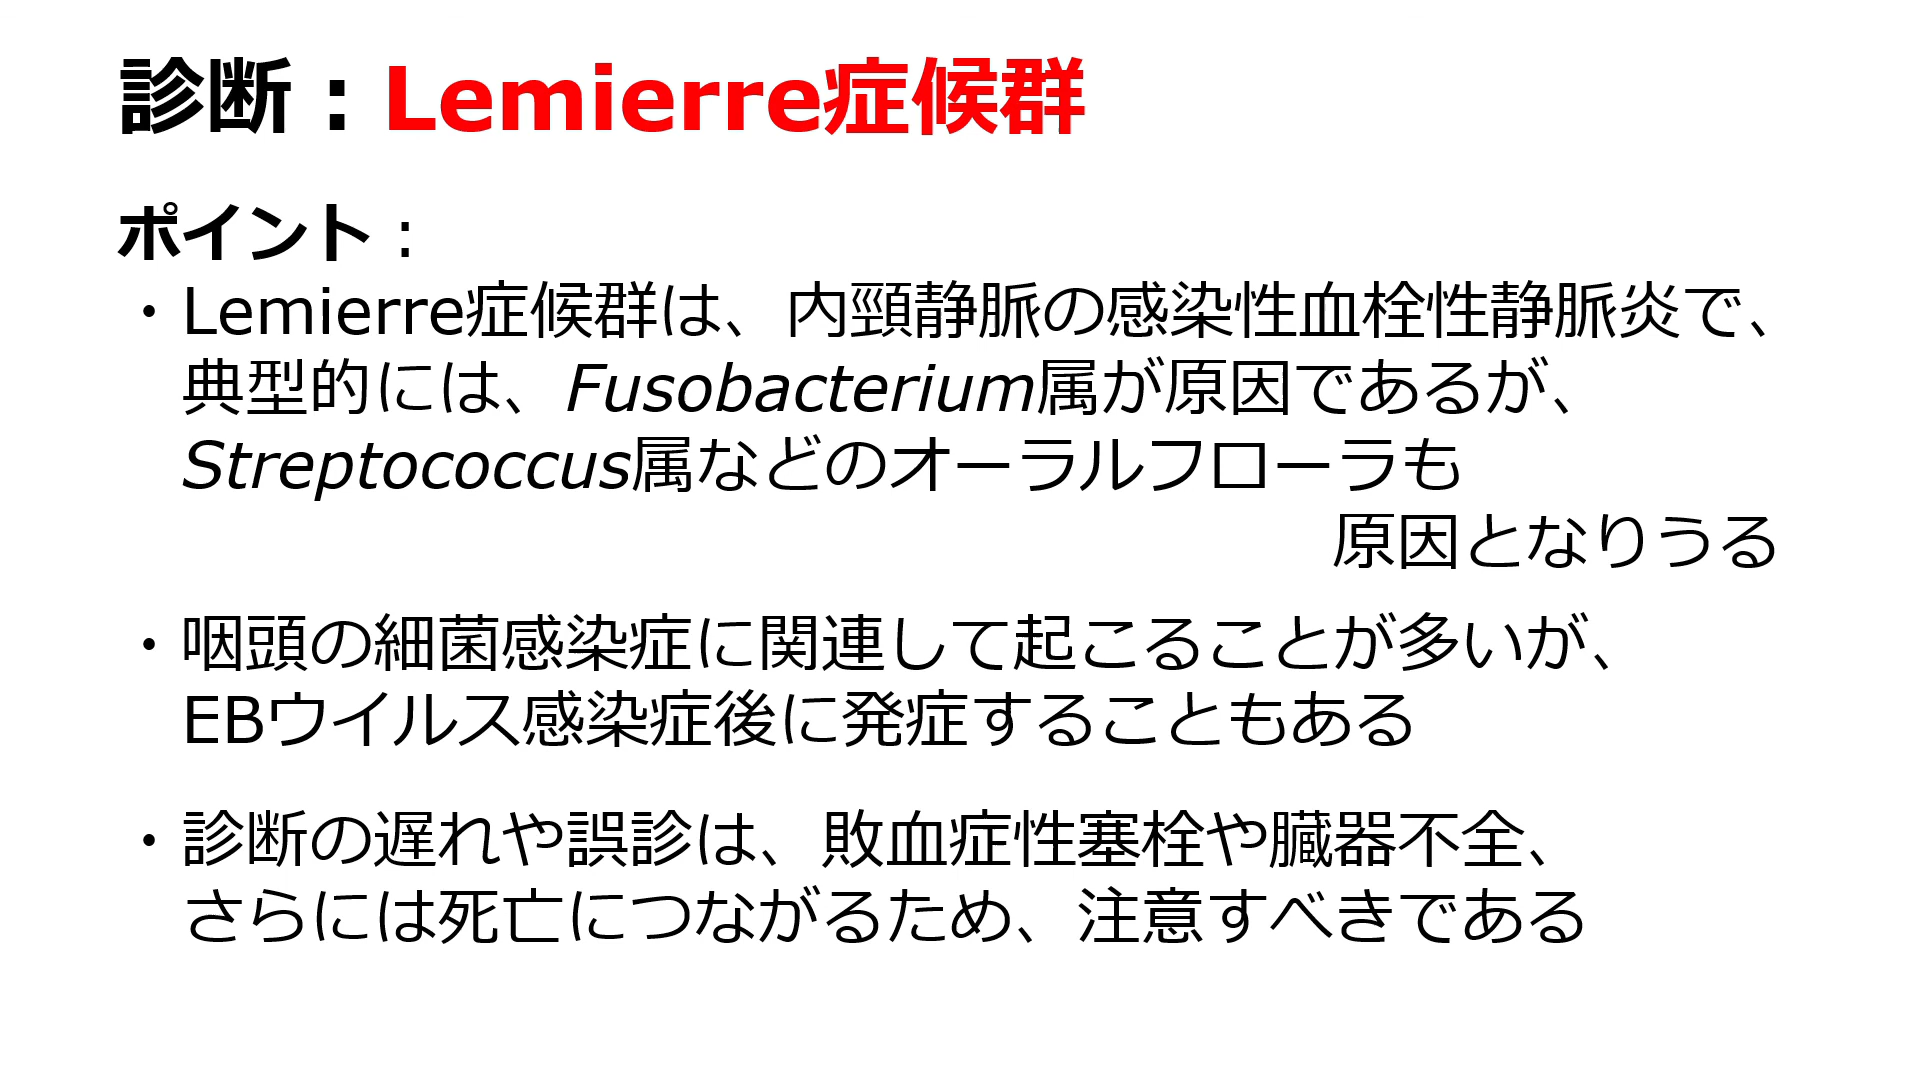 診断：Lemierre症候群
ポイント：
・Lemierre症候群は、内頸静脈の感染性血栓性静脈炎で、
典型的には、Fusobacterium属が原因であるが、
Streptococcus属などのオーラルフローラも
原因となりうる
・咽頭の細菌感染症に関連して起こることが多いが、
EBウイルス感染症後に発症することもある
・診断の遅れや誤診は、敗血症性塞栓や臓器不全、
さらには死亡につながるため、注意すべきである